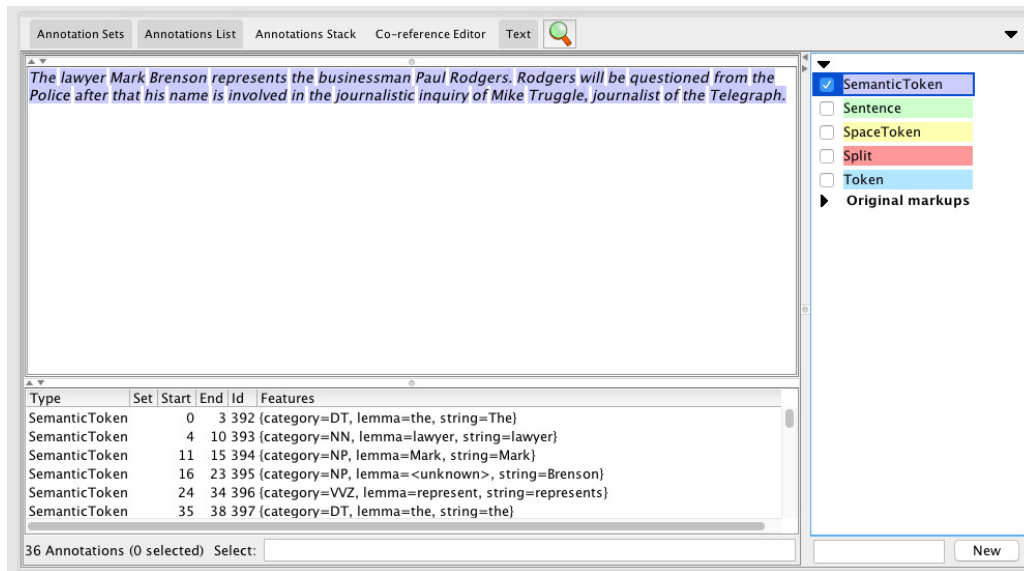 Annotation Sets Annotations List Annotations Stack Co-reference Editor Text
The lawyer Mark Brenson represents the businessman Paul Rodgers. Rodgers will be questioned from the
Police after that his name is involved in the journalistic inquiry of Mike Truggle, journalist of the Telegraph.
SemanticToken
Sentence
SpaceToken
Split
Token
Original markups
Type Set Start End Id Features
SemanticToken 0 3 392 {category=DT, lemma=the, string=The}
SemanticToken 4 10 393 {category=NN, lemma=lawyer, string=lawyer}
SemanticToken 11 15 394 {category=NP, lemma=Mark, string=Mark}
SemanticToken 16 23 395 {category=NP, lemma=<unknown>, string=Brenson}
SemanticToken 24 34 396 {category=VVZ, lemma=represent, string=represents}
SemanticToken 35 38 397 {category=DT, lemma=the, string=the}
36 Annotations (0 selected) Select:
New